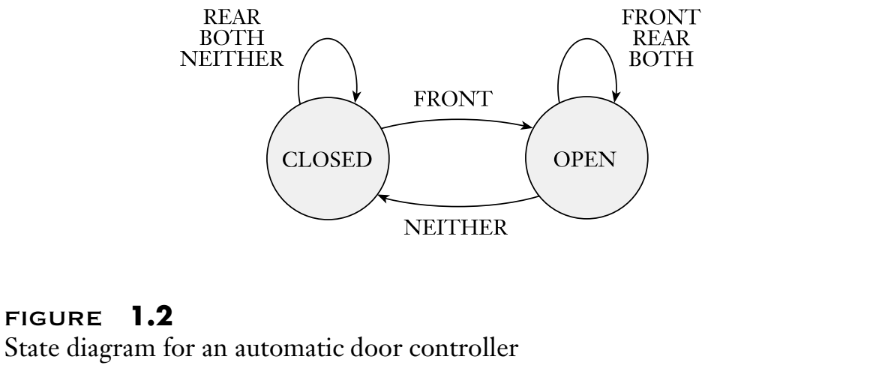 REAR
BOTH
NEITHER
FRONT
REAR
BOTH
FRONT
CLOSED
OPEN
NEITHER
FIGURE 1.2
State diagram for an automatic door controller